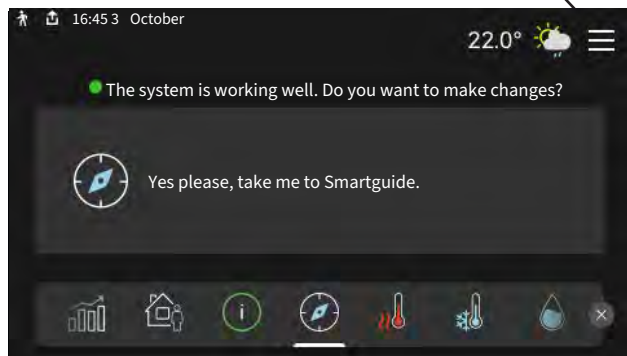 16:45 3 October
22.0°
The system is working well. Do you want to make changes?
Yes please, take me to Smartguide.
i